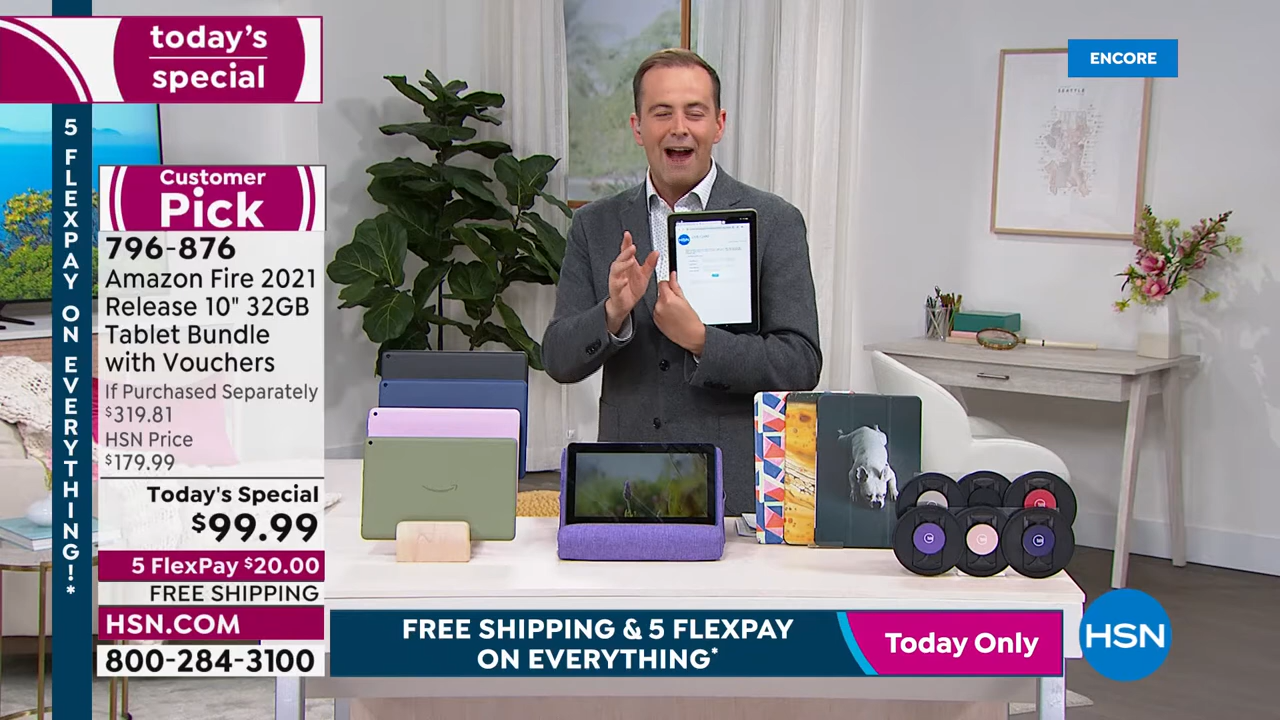 today's
special
ENCORE
5 FLEXPAY ON EVERYTHING!*
Customer
Pick
796-876
Amazon Fire 2021
Release 10" 32GB
Tablet Bundle
with Vouchers
If Purchased Separately
$319.81
HSN Price
$179.99
Today's Special
$99.99
5 FlexPay $20.00
FREE SHIPPING
HSN.COM
800-284-3100
SEATTLE
HSN
FREE SHIPPING & 5 FLEXPAY
ON EVERYTHING*
Today Only
HSN